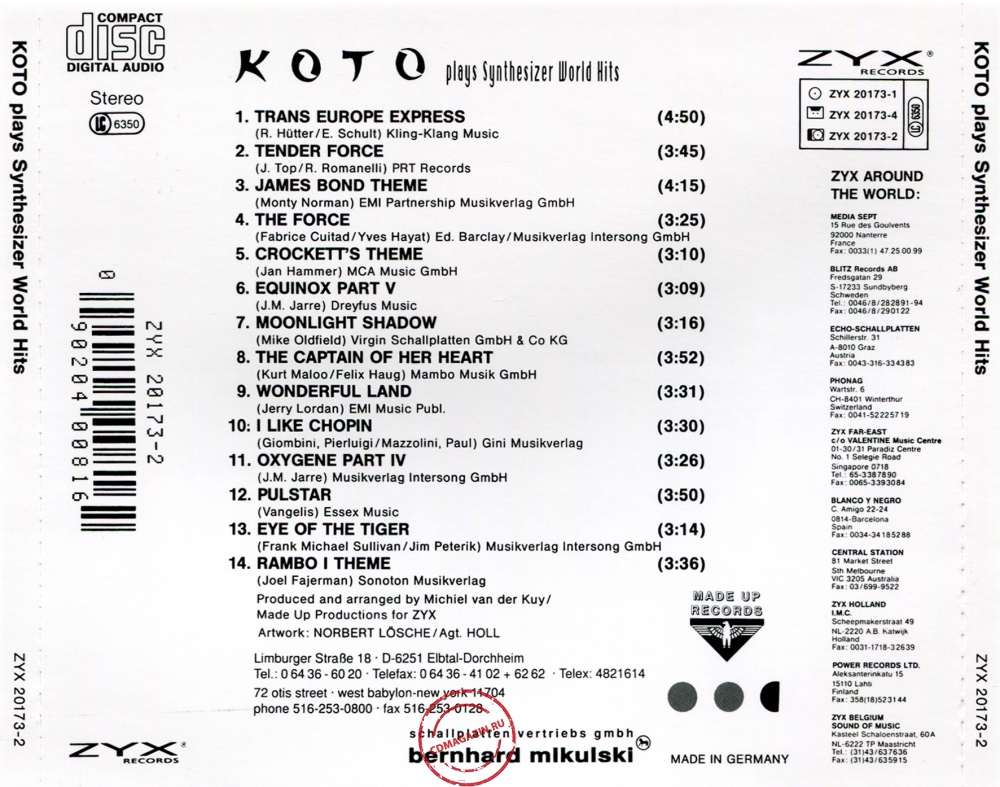 KOTO plays Synthesizer World Hits
ZYX 20173-2
COMPACT
disc
DIGITAL AUDIO
Stereo
LC 6350
KOTO plays Synthesizer World Hits
1. TRANS EUROPE EXPRESS (4:50)
(R. Hütter/E. Schult) Kling-Klang Music
2. TENDER FORCE (3:45)
(J. Top/R. Romanelli) PRT Records
3. JAMES BOND THEME (4:15)
(Monty Norman) EMI Partnership Musikverlag GmbH
4. THE FORCE (3:25)
(Fabrice Cuitad/Yves Hayat) Ed. Barclay/Musikverlag Intersong GmbH
5. CROCKETT'S THEME (3:10)
(Jan Hammer) MCA Music GmbH
6. EQUINOX PART V (3:09)
(J.M. Jarre) Dreyfus Music
7. MOONLIGHT SHADOW (3:16)
(Mike Oldfield) Virgin Schallplatten GmbH & Co KG
8. THE CAPTAIN OF HER HEART (3:52)
(Kurt Maloo/Felix Haug) Mambo Musik GmbH
9. WONDERFUL LAND (3:31)
(Jerry Lordan) EMI Music Publ.
10: I LIKE CHOPIN (3:30)
(Giombini, Pierluigi/Mazzolini, Paul) Gini Musikverlag
11. OXYGENE PART IV (3:26)
(J.M. Jarre) Musikverlag Intersong GmbH
12. PULSTAR (3:50)
(Vangelis) Essex Music
13. EYE OF THE TIGER (3:14)
(Frank Michael Sullivan/Jim Peterik) Musikverlag Intersong GmbH
14. RAMBO I THEME (3:36)
(Joel Fajerman) Sonoton Musikverlag
Produced and arranged by Michiel van der Kuy/
Made Up Productions for ZYX
Artwork: NORBERT LÖSCHE/Agt. HOLL
Limburger Straße 18 · D-6251 Elbtal-Dorchheim
Tel.: 0 64 36 - 60 20 · Telefax: 0 64 36 - 41 02 + 62 62 · Telex: 4821614
72 otis street · west babylon-new york 11704
phone 516-253-0800 · fax 516-253-0128
schallplatten vertriebs gmbh
bernhard mikulski
CDMAGAZIN.RU
0
9 0 2 0 4 0 0 8 1 6
ZYX 20173-2
ZYX®
RECORDS
ZYX®
RECORDS
ZYX 20173-1
ZYX 20173-4
ZYX 20173-2
LC 6350
ZYX AROUND
THE WORLD:
MEDIA SEPT
15 Rue des Goulvents
92000 Nanterre
France
Fax: 0033(1) 47 25 00 99
BLITZ Records AB
Fredsgatan 29
S-17233 Sundbyberg
Schweden
Tel.: 0046/8/282891-94
Fax: 0046/8/290122
ECHO-SCHALLPLATTEN
Schillerstr. 31
A-8010 Graz
Austria
Fax: 0043-316-334383
PHONAG
Wartstr. 6
CH-8401 Winterthur
Switzerland
Fax: 0041-52225719
ZYX FAR-EAST
c/o VALENTINE Music Centre
01-30/31 Paradiz Centre
No. 1 Selegie Road
Singapore 0718
Tel.: 65-3387890
Fax: 0065-3393084
BLANCO Y NEGRO
C. Amigo 22-24
0814-Barcelona
Spain
Fax: 0034-34185288
CENTRAL STATION
81 Market Street
Sth Melbourne
VIC 3205 Australia
Fax: 03/699-9522
ZYX HOLLAND
I.M.C.
Scheepmakerstraat 49
NL-2220 A.B. Katwijk
Holland
Fax: 0031-1718-32639
POWER RECORDS LTD.
Aleksanterinkatu 15
15110 Lahti
Finland
Fax: 358(18)523144
ZYX BELGIUM
SOUND OF MUSIC
Kasteel Schaloenstraat, 60A
NL-6222 TP Maastricht
Tel.: (31)43/637636
Fax: (31)43/635915
MADE UP
RECORDS
MADE IN GERMANY
KOTO plays Synthesizer World Hits
ZYX 20173-2